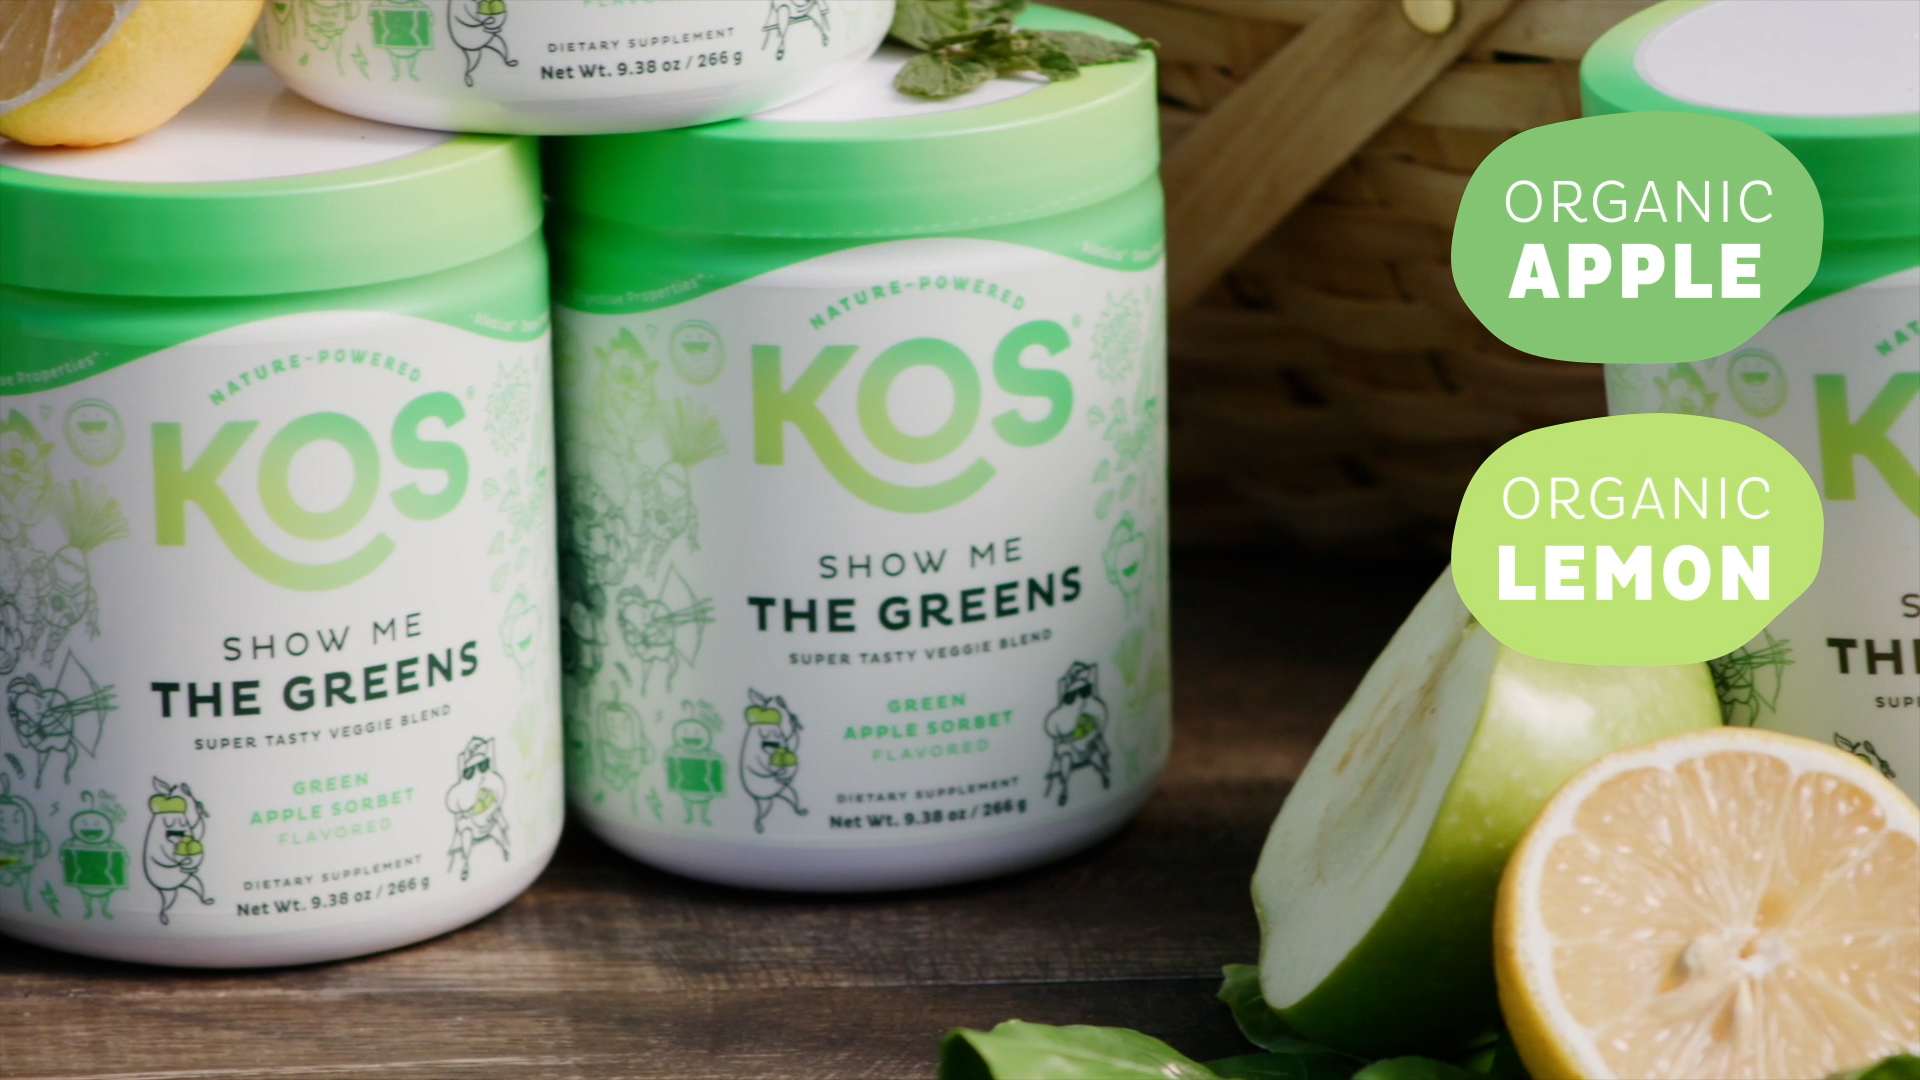 DIETARY SUPPLEMENT
Net Wt. 9.38 oz / 266 g
Properties*
NATURE-POWERED
KOS
SHOW ME
THE GREENS
SUPER TASTY VEGGIE BLEND
GREEN
APPLE SORBET
FLAVORED
DIETARY SUPPLEMENT
Net Wt. 9.38 oz / 266 g
Digestion Properties*
NATURE-POWERED
KOS
SHOW ME
THE GREENS
SUPER TASTY VEGGIE BLEND
GREEN
APPLE SORBET
FLAVORED
DIETARY SUPPLEMENT
Net Wt. 9.38 oz / 266 g
ORGANIC
APPLE
ORGANIC
LEMON